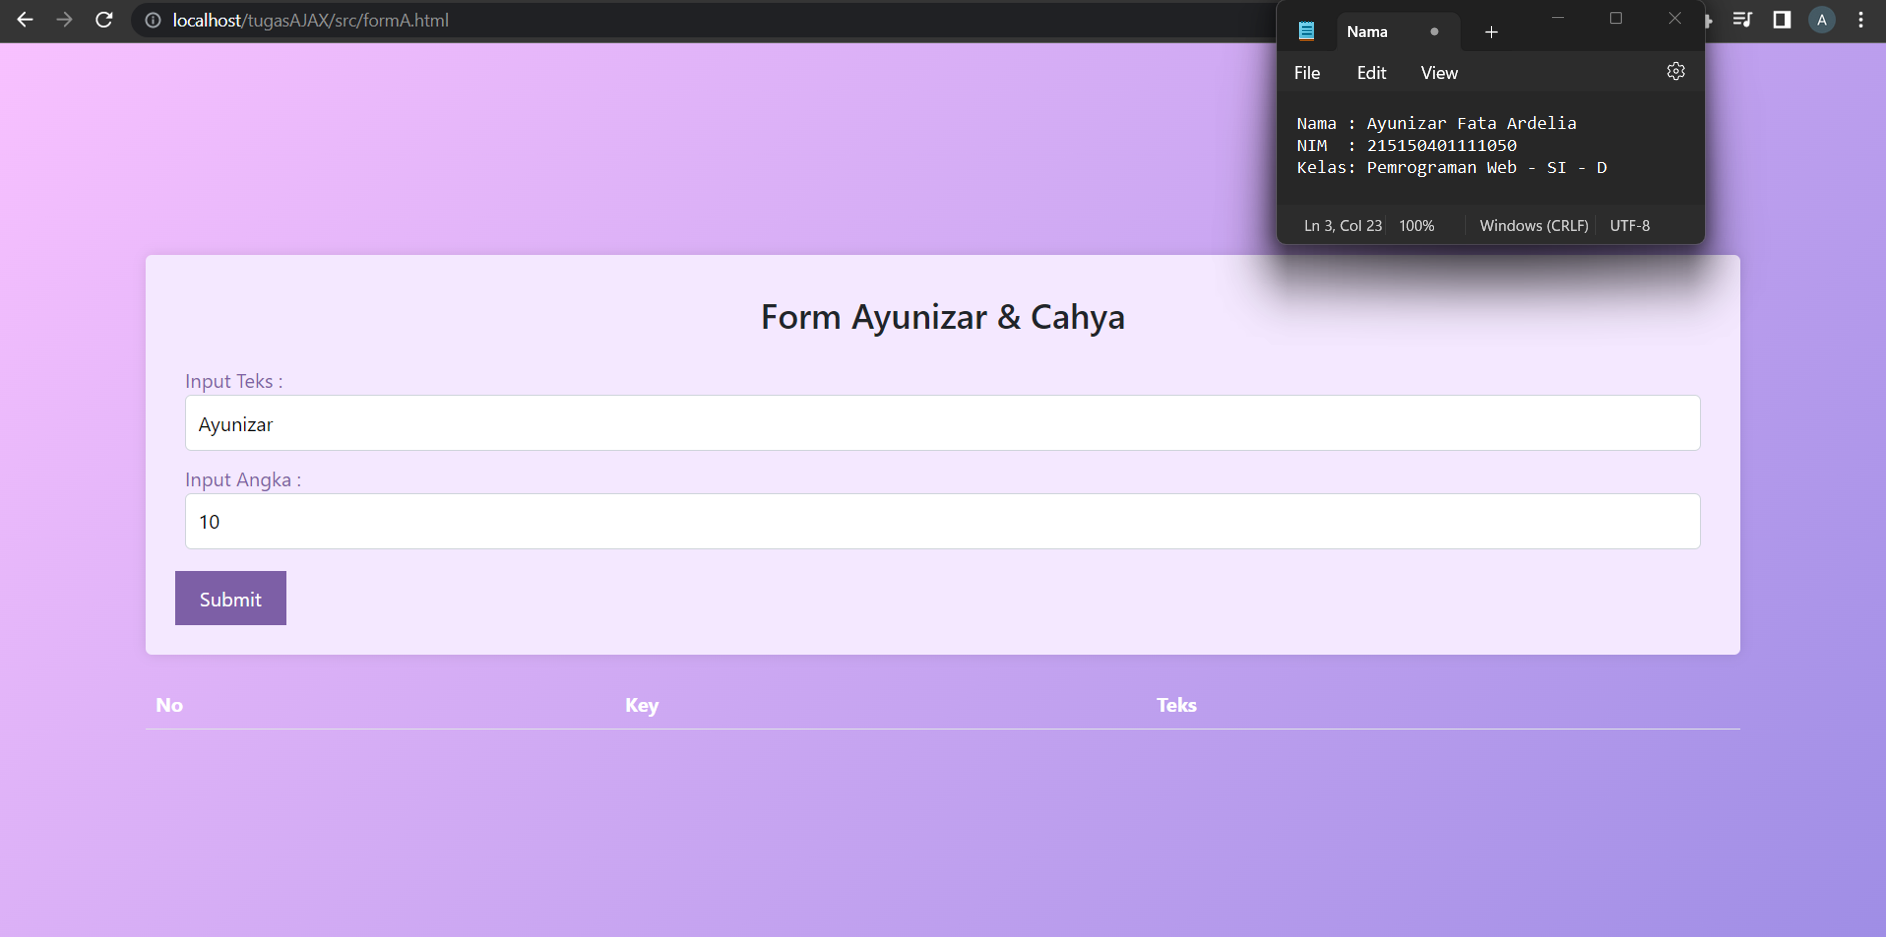 localhost/tugasAJAX/src/formA.html
A
Nama
File Edit View
Nama : Ayunizar Fata Ardelia
NIM  : 215150401111050
Kelas: Pemrograman Web - SI - D
Ln 3, Col 23 100% Windows (CRLF) UTF-8
Form Ayunizar & Cahya
Input Teks :
Ayunizar
Input Angka :
10
Submit
No Key Teks